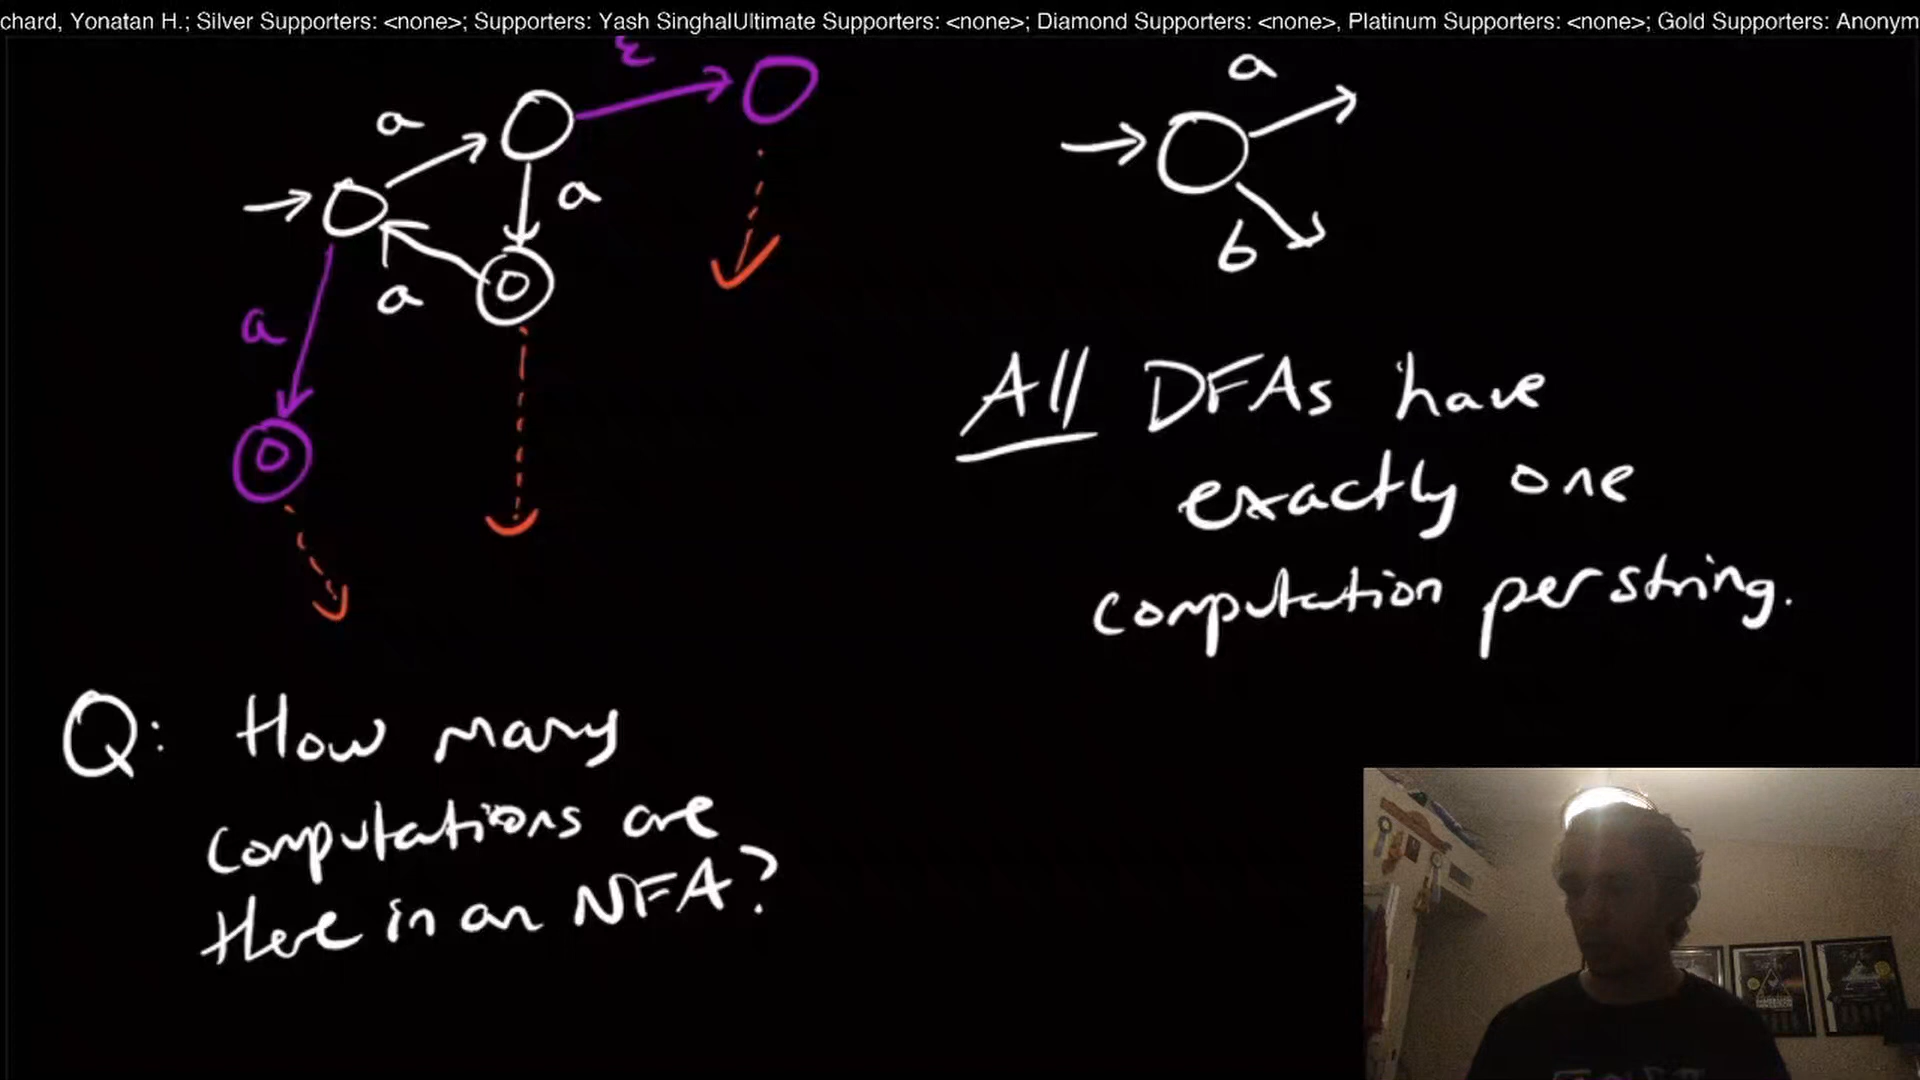 chard, Yonatan H.; Silver Supporters: <none>; Supporters: Yash SinghalUltimate Supporters: <none>; Diamond Supporters: <none>, Platinum Supporters: <none>; Gold Supporters: Anonym
ε
a
a
a
a
a
b
All DFAs have
exactly one
computation per string.
Q: How many
computations are
there in an NFA?